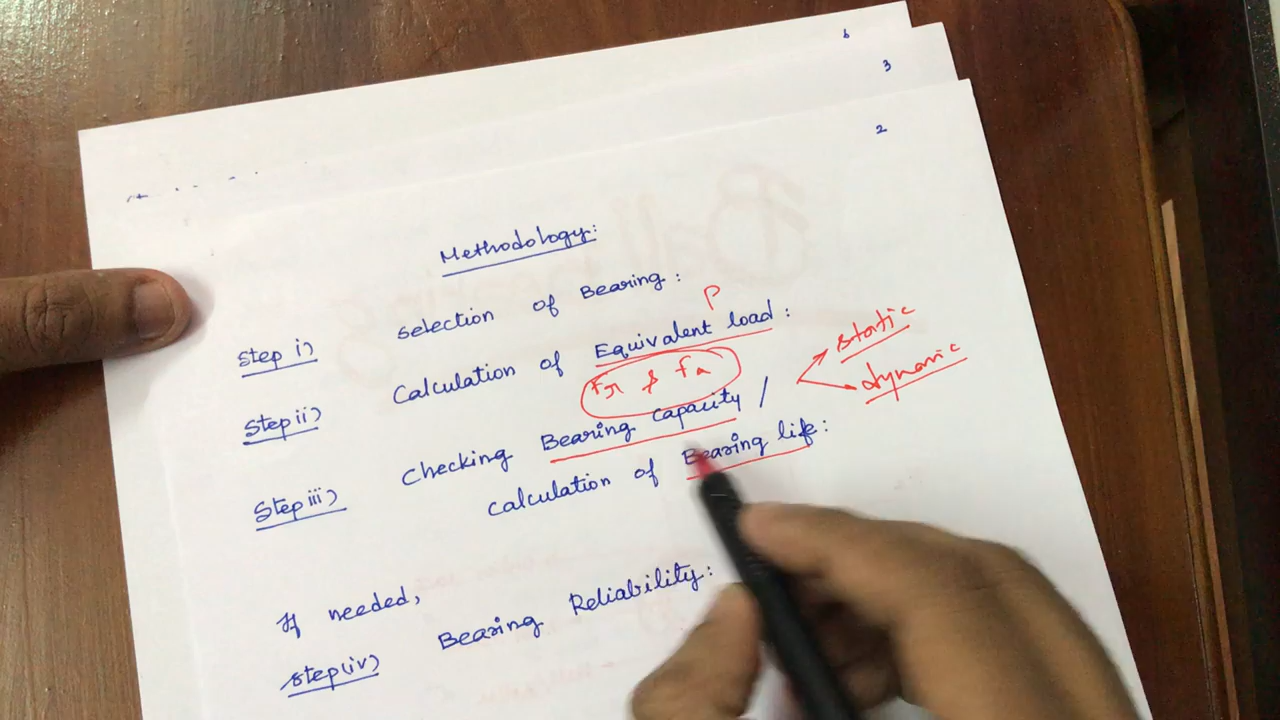 6
3
2
Methodology:
Step i) Selection of Bearing:
P
Step ii) Calculation of Equivalent load:
static
Fr & Fa
dynamic
Step iii) Checking Bearing capacity /
Calculation of Bearing life:
If needed,
Step(iv) Bearing Reliability: